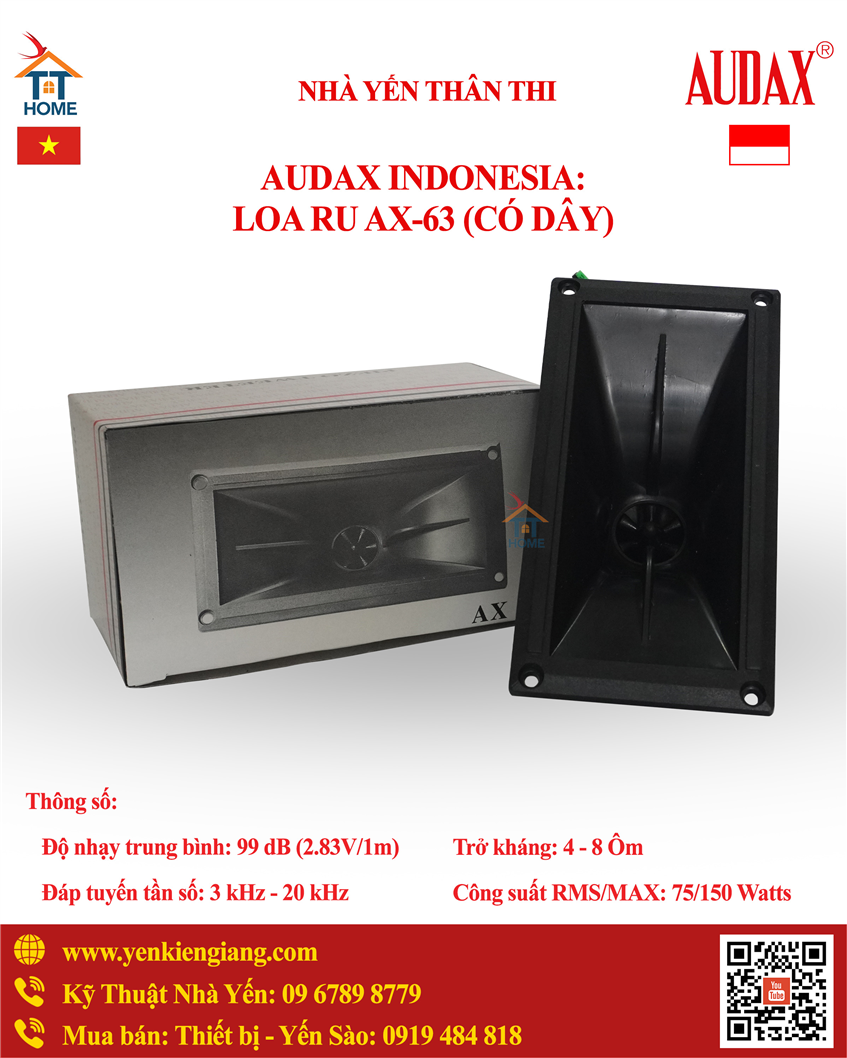 TT
HOME
NHÀ YẾN THÂN THI
AUDAX®
AUDAX INDONESIA:
LOA RU AX-63 (CÓ DÂY)
AX
HOME
Thông số:
Độ nhạy trung bình: 99 dB (2.83V/1m)
Trở kháng: 4 - 8 Ôm
Đáp tuyến tần số: 3 kHz - 20 kHz
Công suất RMS/MAX: 75/150 Watts
www.yenkiengiang.com
Kỹ Thuật Nhà Yến: 09 6789 8779
Mua bán: Thiết bị - Yến Sào: 0919 484 818
You
Tube